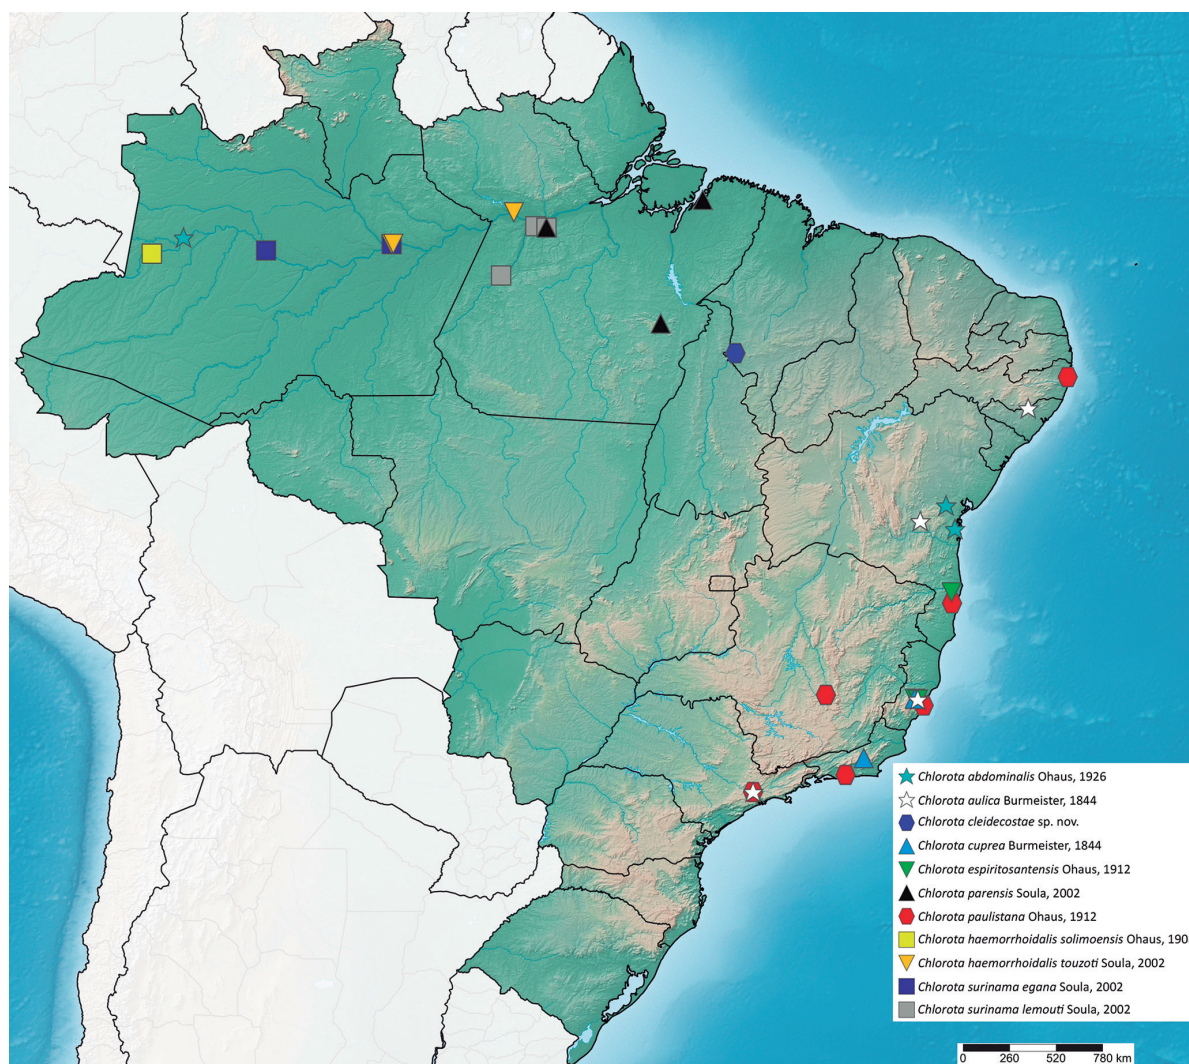 Chlorota abdominalis Ohaus, 1926
Chlorota aulica Burmeister, 1844
Chlorota cleidecostae sp. nov.
Chlorota cuprea Burmeister, 1844
Chlorota espiritosantensis Ohaus, 1912
Chlorota parensis Soula, 2002
Chlorota paulistana Ohaus, 1912
Chlorota haemorrhoidalis solimoensis Ohaus, 190
Chlorota haemorrhoidalis touzoti Soula, 2002
Chlorota surinama egana Soula, 2002
Chlorota surinama lemouti Soula, 2002
0 260 520 780 km